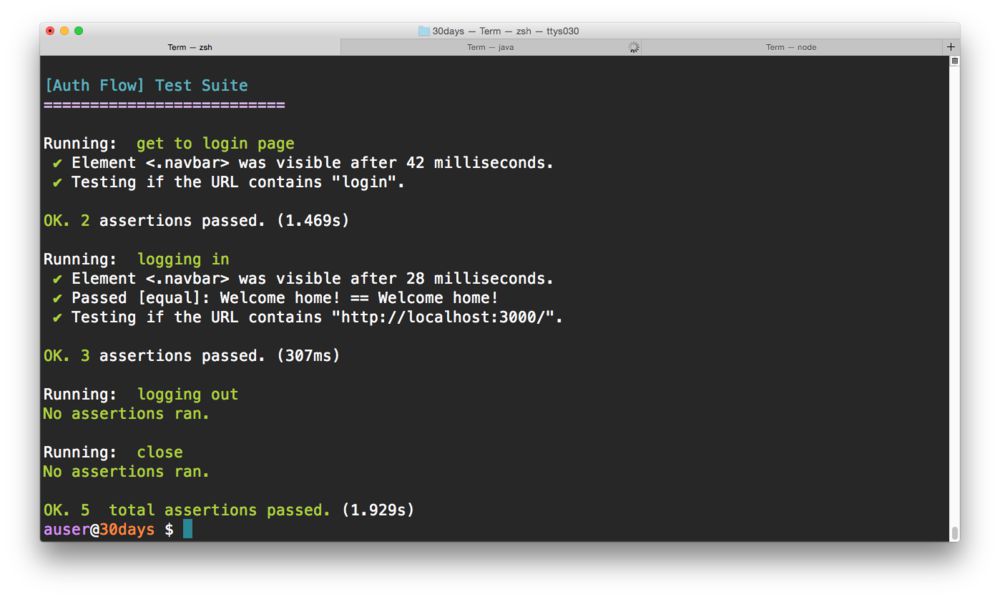 30days — Term — zsh — ttys030
Term — zsh
Term — java
Term — node
+
[Auth Flow] Test Suite
==========================
Running:  get to login page
✔ Element <.navbar> was visible after 42 milliseconds.
✔ Testing if the URL contains "login".
OK. 2 assertions passed. (1.469s)
Running:  logging in
✔ Element <.navbar> was visible after 28 milliseconds.
✔ Passed [equal]: Welcome home! == Welcome home!
✔ Testing if the URL contains "http://localhost:3000/".
OK. 3 assertions passed. (307ms)
Running:  logging out
No assertions ran.
Running:  close
No assertions ran.
OK. 5  total assertions passed. (1.929s)
auser@30days $